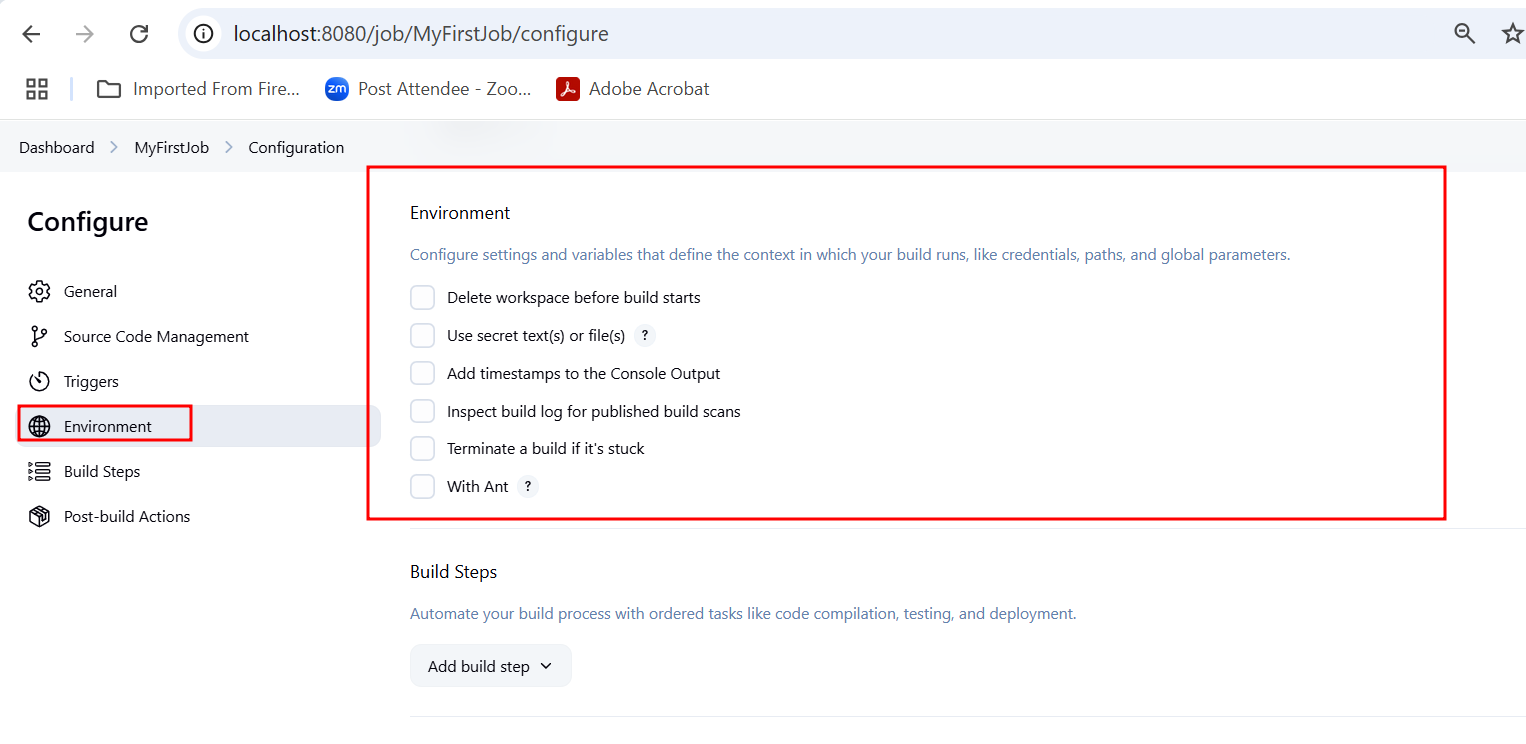 localhost:8080/job/MyFirstJob/configure
Imported From Fire...
zm Post Attendee - Zoo...
Adobe Acrobat
Dashboard > MyFirstJob > Configuration
Configure
General
Source Code Management
Triggers
Environment
Build Steps
Post-build Actions
Environment
Configure settings and variables that define the context in which your build runs, like credentials, paths, and global parameters.
Delete workspace before build starts
Use secret text(s) or file(s) ?
Add timestamps to the Console Output
Inspect build log for published build scans
Terminate a build if it's stuck
With Ant ?
Build Steps
Automate your build process with ordered tasks like code compilation, testing, and deployment.
Add build step